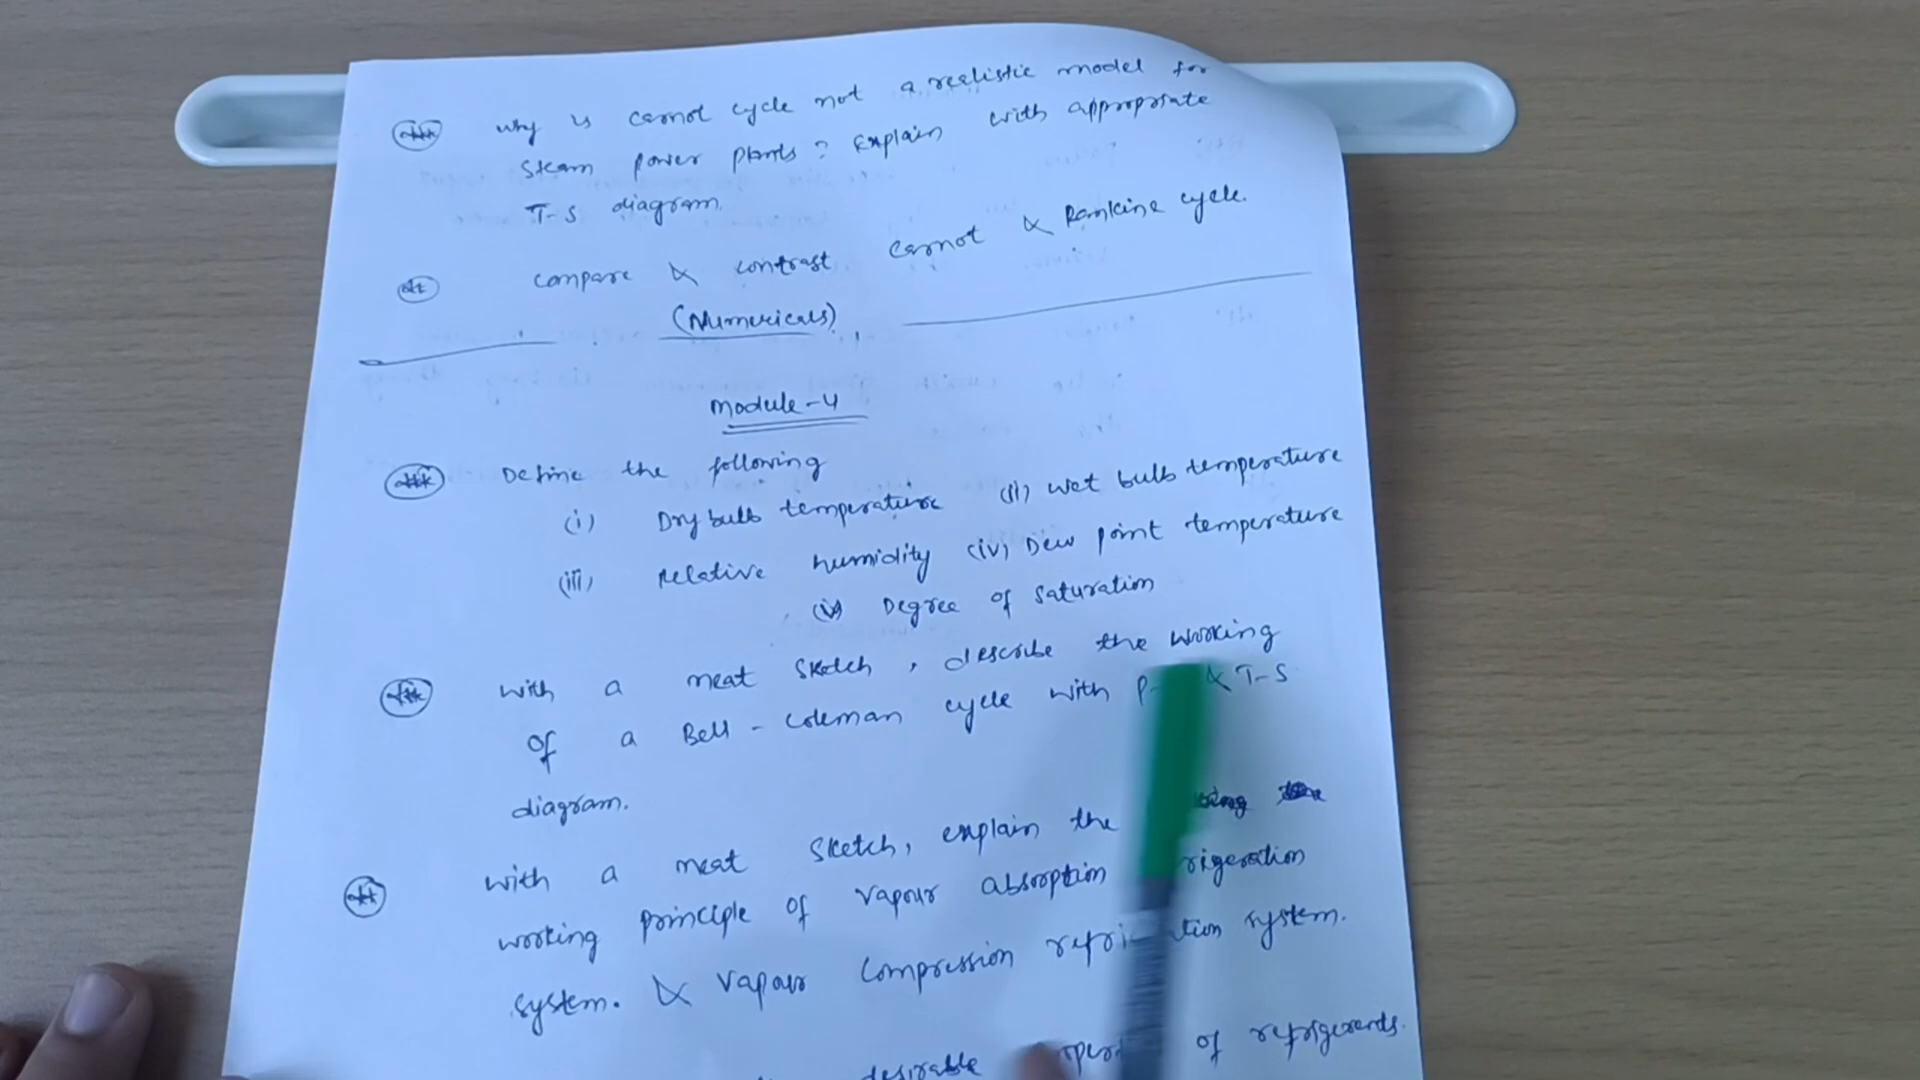 Why is carnot cycle not a realistic model for
steam power plants? Explain with appropriate
T-S diagram.
compare & contrast carnot & Rankine cycle.
(Numericals)
Module-4
Define the following
(i) Dry bulb temperature (ii) wet bulb temperature
(iii) Relative humidity (iv) Dew point temperature
(v) Degree of saturation
with a neat sketch, describe the working
of a Bell-Coleman cycle with P- & T-S
diagram.
with a neat sketch, explain the
working principle of vapour absorption rigeration
system. & vapour compression refri tion system.
desirable of refrigerants.